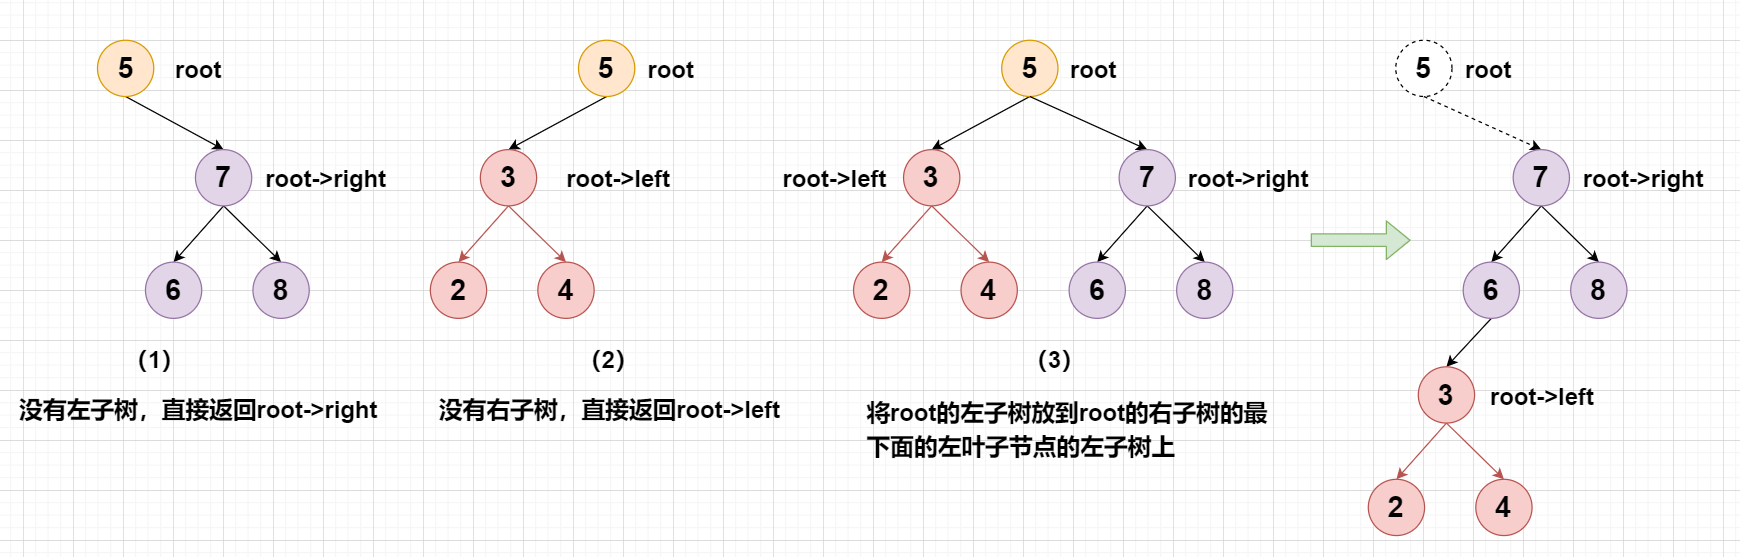 5 root
7 root->right
6 8
（1）
没有左子树，直接返回root->right
5 root
3 root->left
2 4
（2）
没有右子树，直接返回root->left
5 root
root->left 3 7 root->right
2 4 6 8
（3）
将root的左子树放到root的右子树的最
下面的左叶子节点的左子树上
5 root
7 root->right
6 8
3 root->left
2 4